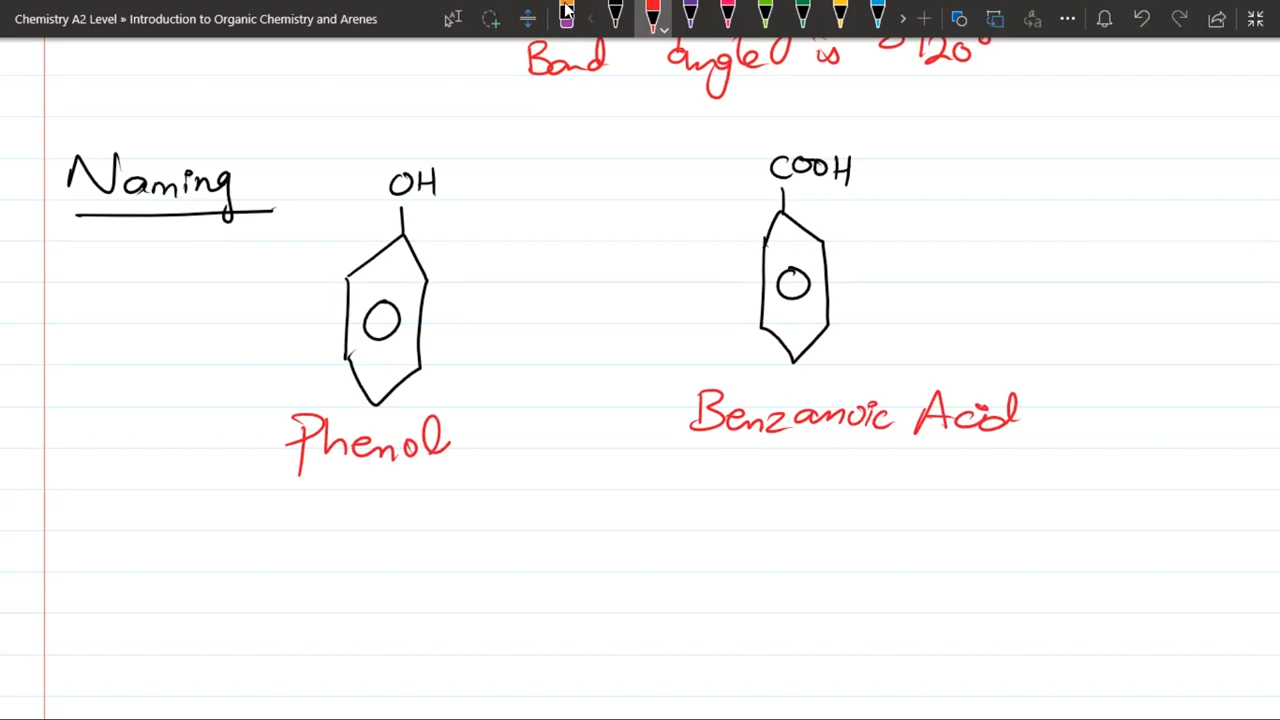 Chemistry A2 Level » Introduction to Organic Chemistry and Arenes
Bond angle is 120°
Naming
OH
COOH
Phenol
Benzanoic Acid